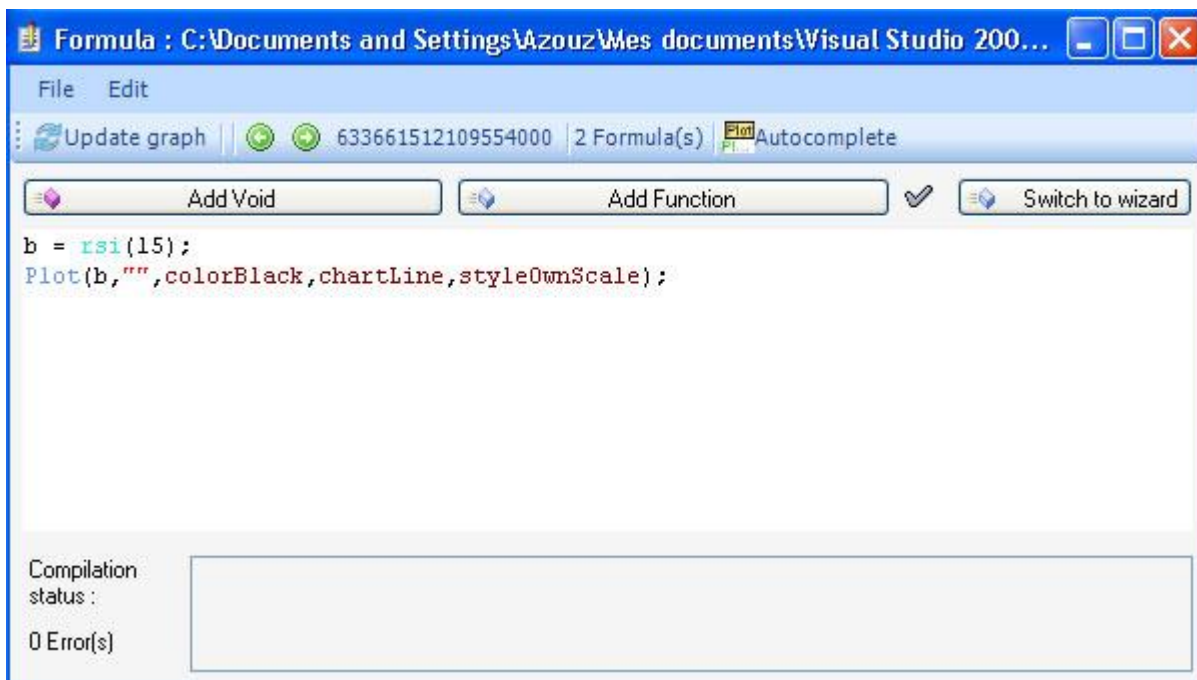 Formula : C:\Documents and Settings\Azouz\Mes documents\Visual Studio 200...
File Edit
Update graph 633661512109554000 2 Formula(s) Plot Autocomplete
Add Void Add Function Switch to wizard
b = rsi(15);
Plot(b,"",colorBlack,chartLine,styleOwnScale);
Compilation
status :
0 Error(s)